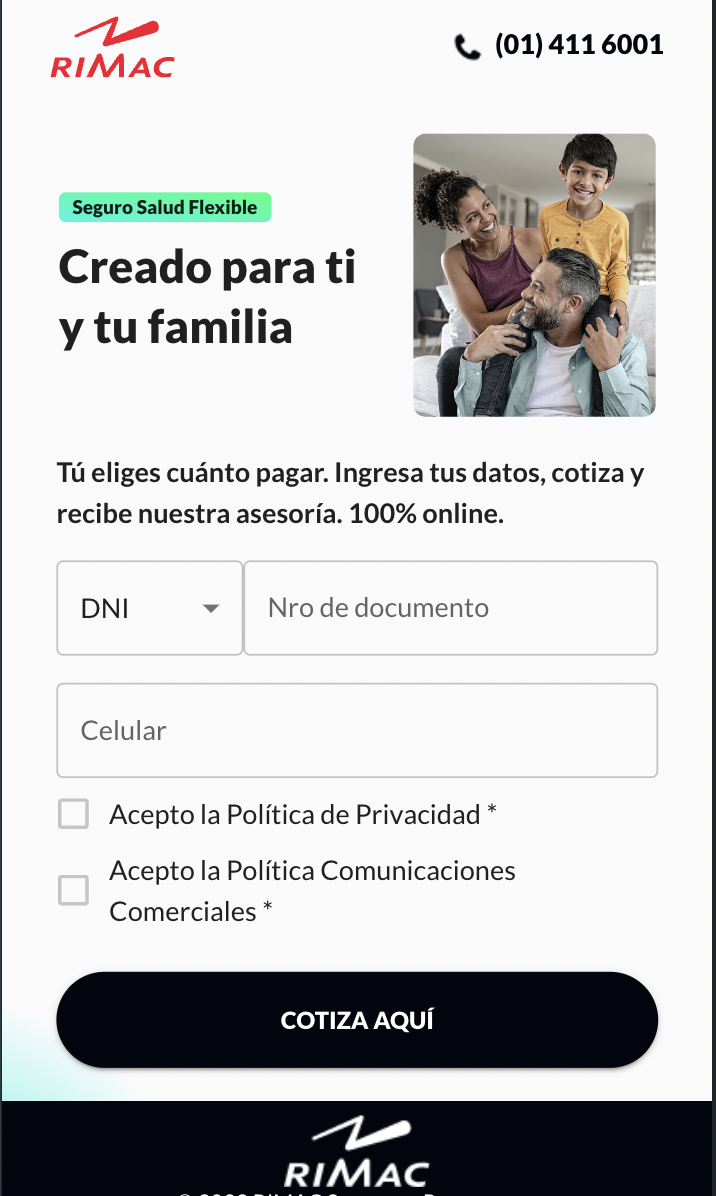 RIMAC
(01) 411 6001
Seguro Salud Flexible
Creado para ti
y tu familia
Tú eliges cuánto pagar. Ingresa tus datos, cotiza y
recibe nuestra asesoría. 100% online.
DNI
Nro de documento
Celular
Acepto la Política de Privacidad *
Acepto la Política Comunicaciones
Comerciales *
COTIZA AQUÍ
RIMAC